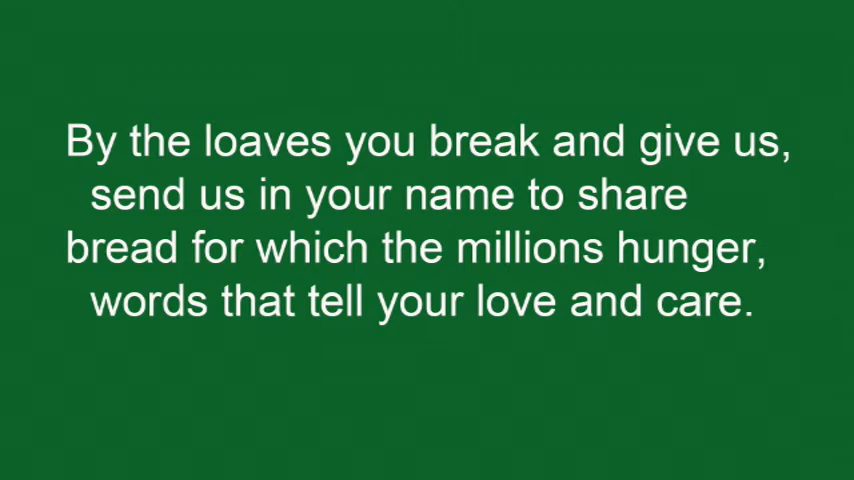 By the loaves you break and give us,
send us in your name to share
bread for which the millions hunger,
words that tell your love and care.